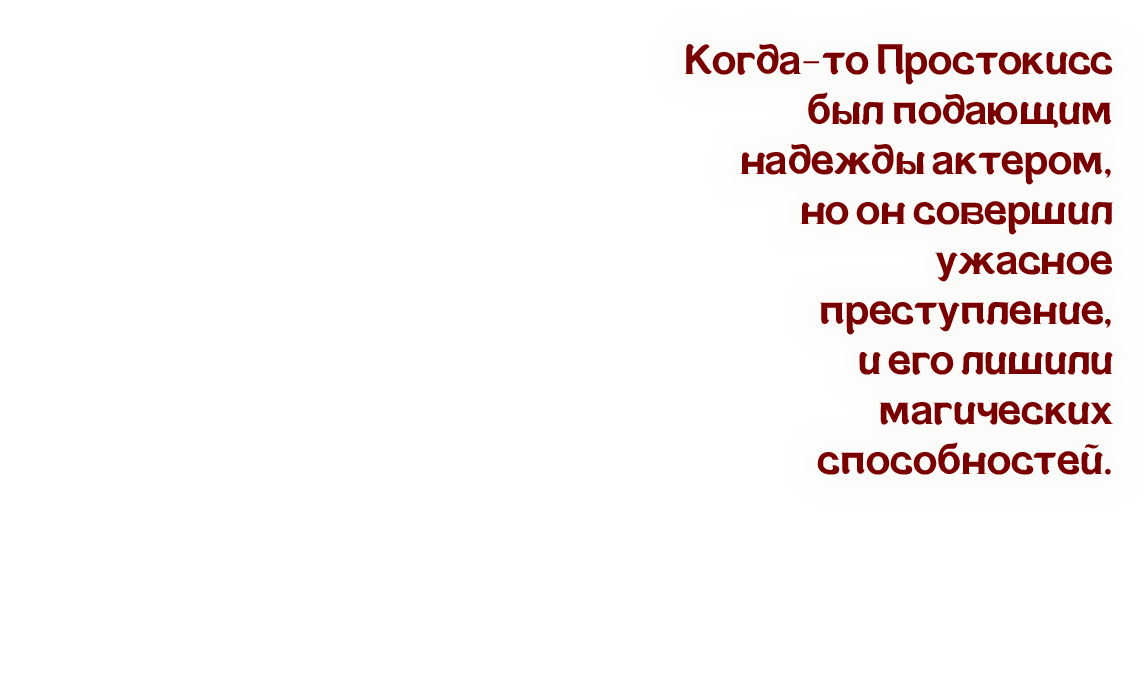 Когда-то Простокисс
был подающим
надежды актером,
но он совершил
ужасное
преступление,
и его лишили
магических
способностей.